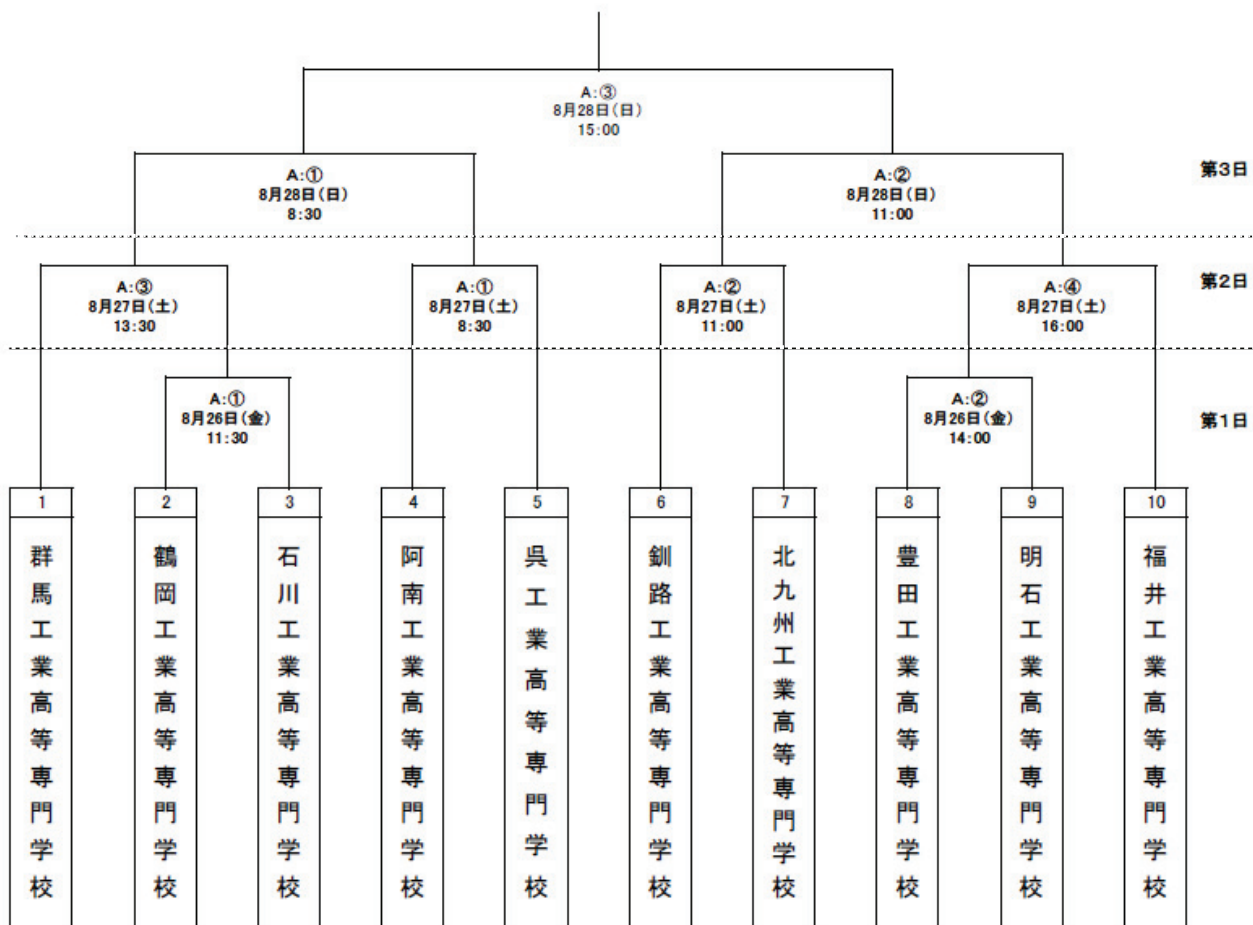 A:③
8月28日(日)
15:00
A:①
8月28日(日)
8:30
A:②
8月28日(日)
11:00
第3日
A:③
8月27日(土)
13:30
A:①
8月27日(土)
8:30
A:②
8月27日(土)
11:00
A:④
8月27日(土)
16:00
第2日
A:①
8月26日(金)
11:30
A:②
8月26日(金)
14:00
第1日
1
群馬工業高等専門学校
2
鶴岡工業高等専門学校
3
石川工業高等専門学校
4
阿南工業高等専門学校
5
呉工業高等専門学校
6
釧路工業高等専門学校
7
北九州工業高等専門学校
8
豊田工業高等専門学校
9
明石工業高等専門学校
10
福井工業高等専門学校